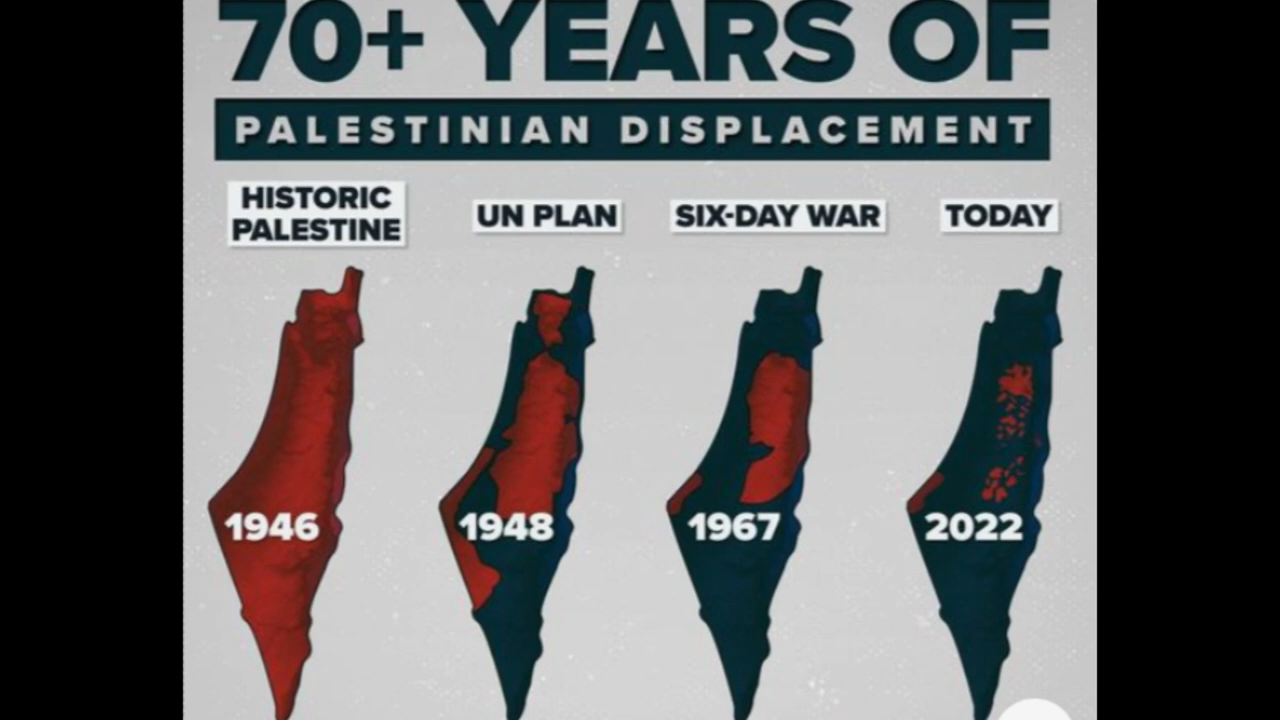 70+ YEARS OF
PALESTINIAN DISPLACEMENT
HISTORIC
PALESTINE
UN PLAN
SIX-DAY WAR
TODAY
1946
1948
1967
2022